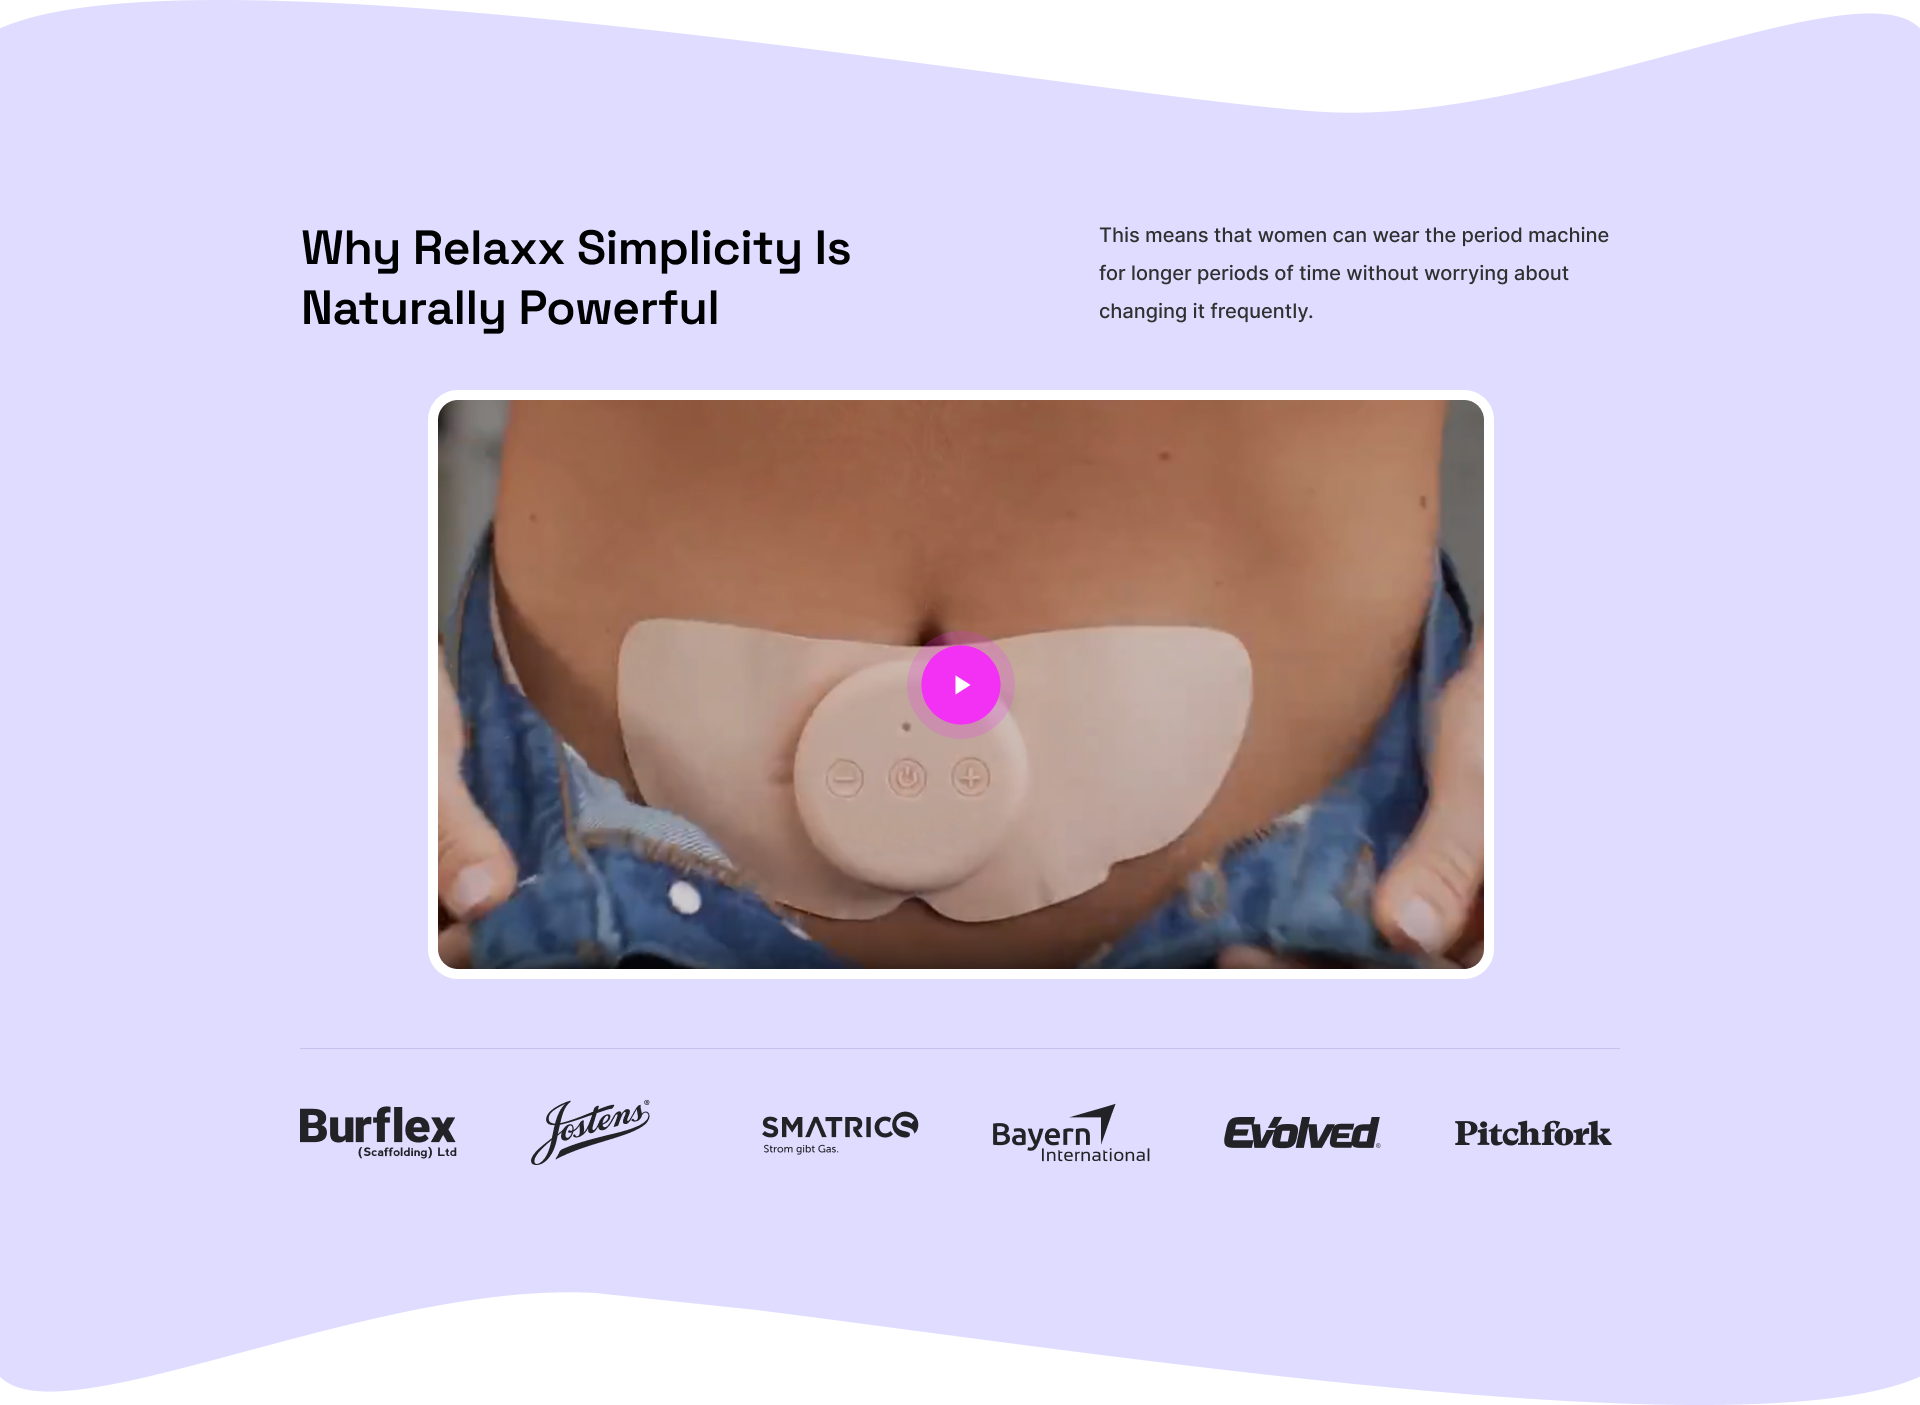 Why Relaxx Simplicity Is
Naturally Powerful
This means that women can wear the period machine
for longer periods of time without worrying about
changing it frequently.
Burflex
(Scaffolding) Ltd
Jostens®
SMATRICS
Strom gibt Gas.
Bayern
International
Evolved®
Pitchfork